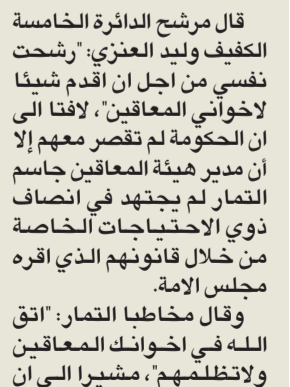 قال مرشح الدائرة الخامسة
الكفيف وليد العنزي: "رشحت
نفسي من اجل ان اقدم شيئا
لاخواني المعاقين"، لافتا الى
ان الحكومة لم تقصر معهم إلا
أن مدير هيئة المعاقين جاسم
التمار لم يجتهد في انصاف
ذوي الاحتياجات الخاصة
من خلال قانونهم الذي اقره
مجلس الامة.
وقال مخاطبا التمار: "اتق
الله في اخوانك المعاقين
ولاتظلمهم"، مشيرا الى ان